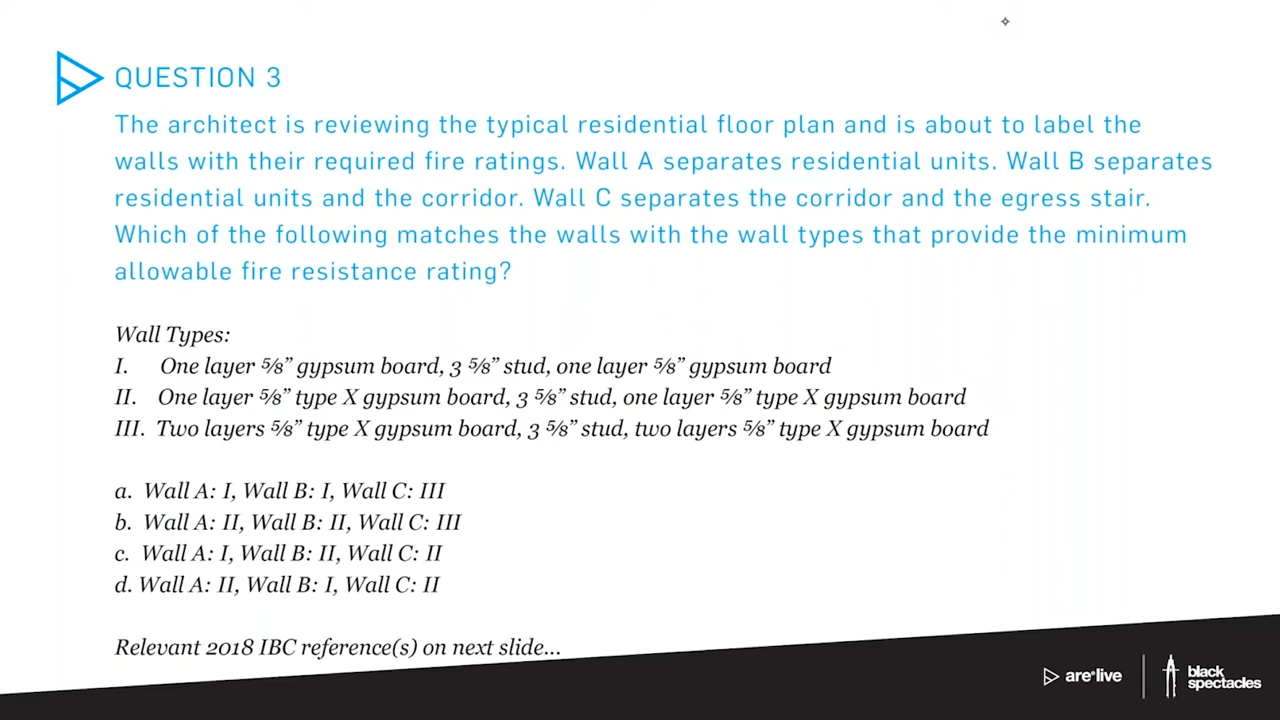 QUESTION 3
The architect is reviewing the typical residential floor plan and is about to label the
walls with their required fire ratings. Wall A separates residential units. Wall B separates
residential units and the corridor. Wall C separates the corridor and the egress stair.
Which of the following matches the walls with the wall types that provide the minimum
allowable fire resistance rating?
Wall Types:
I. One layer ⅝” gypsum board, 3 ⅝” stud, one layer ⅝” gypsum board
II. One layer ⅝” type X gypsum board, 3 ⅝” stud, one layer ⅝” type X gypsum board
III. Two layers ⅝” type X gypsum board, 3 ⅝” stud, two layers ⅝” type X gypsum board
a. Wall A: I, Wall B: I, Wall C: III
b. Wall A: II, Wall B: II, Wall C: III
c. Wall A: I, Wall B: II, Wall C: II
d. Wall A: II, Wall B: I, Wall C: II
Relevant 2018 IBC reference(s) on next slide...
are*live
black
spectacles